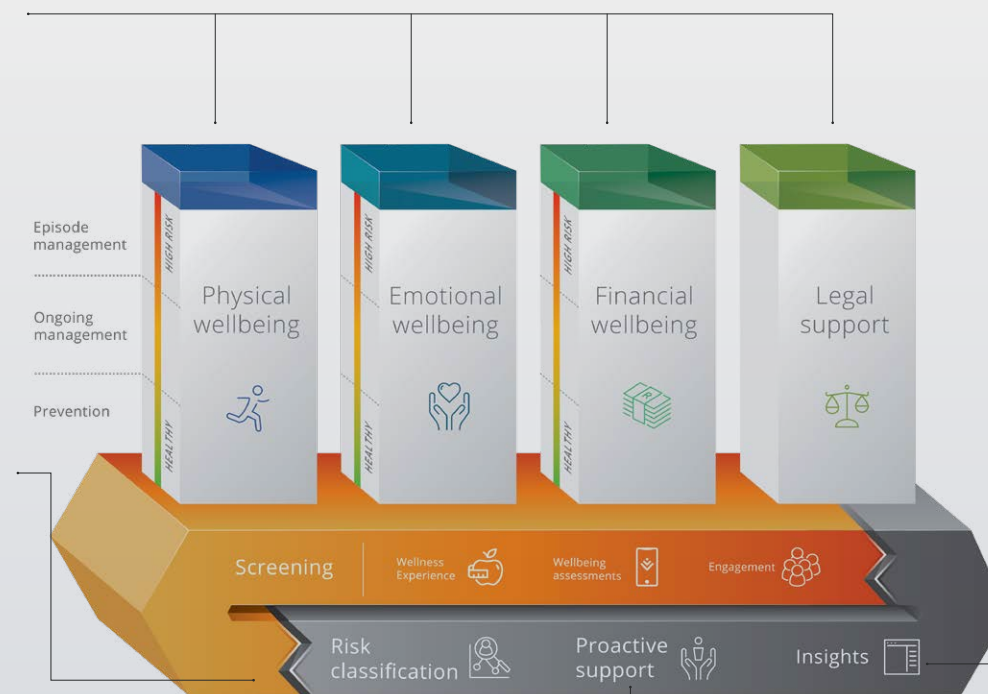 Episode
management
Ongoing
management
Prevention
HIGH RISK
HEALTHY
Physical
wellbeing
HIGH RISK
HEALTHY
Emotional
wellbeing
HIGH RISK
HEALTHY
Financial
wellbeing
R
Legal
support
Screening
Wellness
Experience
Wellbeing
assessments
Engagement
Risk
classification
Proactive
support
Insights